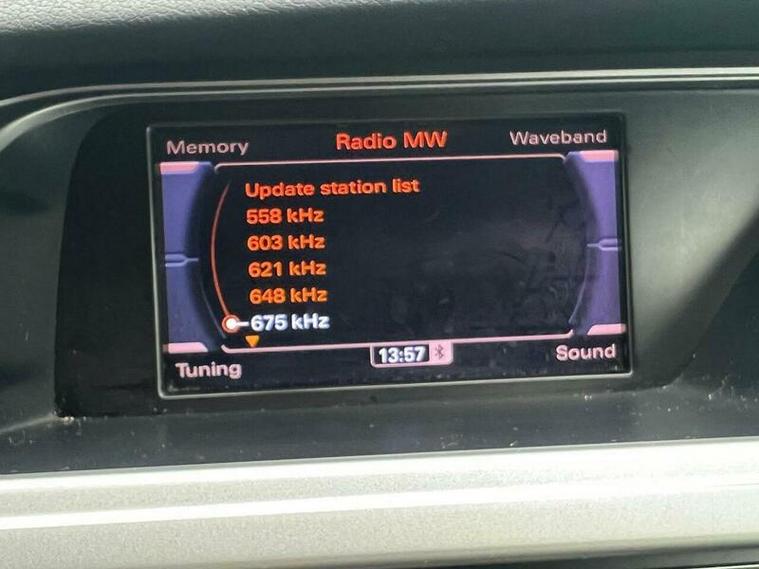 Memory
Radio MW
Waveband
Update station list
558 kHz
603 kHz
621 kHz
648 kHz
675 kHz
13:57
Tuning
Sound